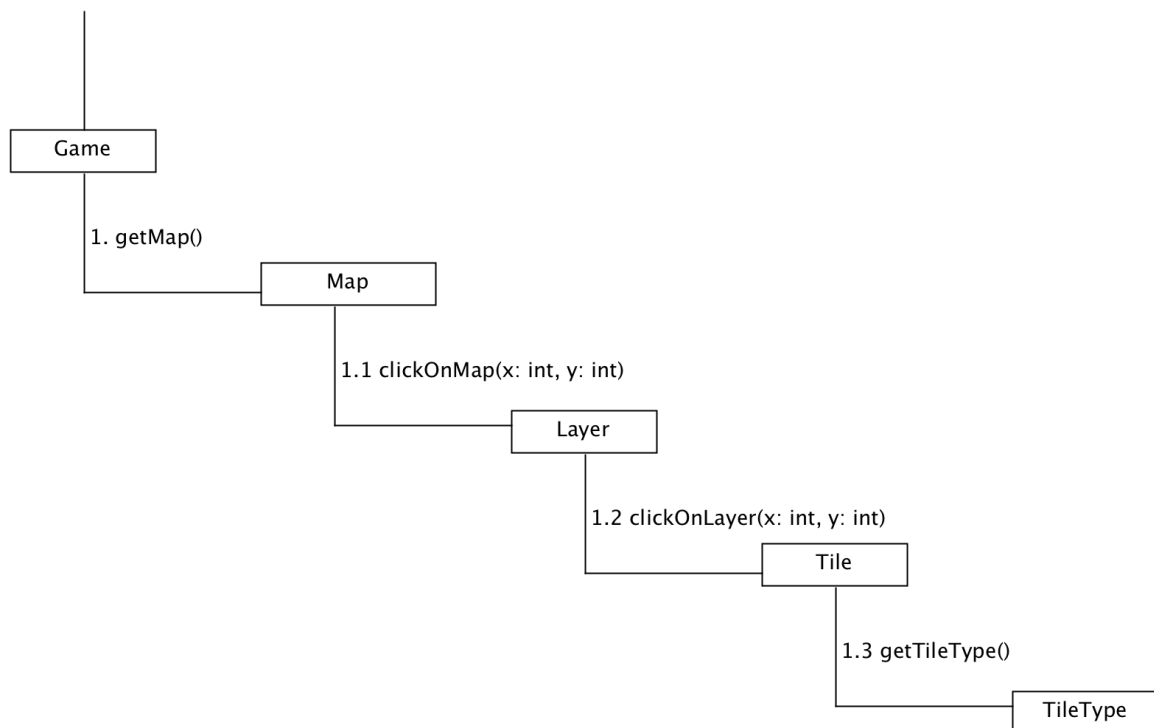 Game
1. getMap()
Map
1.1 clickOnMap(x: int, y: int)
Layer
1.2 clickOnLayer(x: int, y: int)
Tile
1.3 getTileType()
TileType